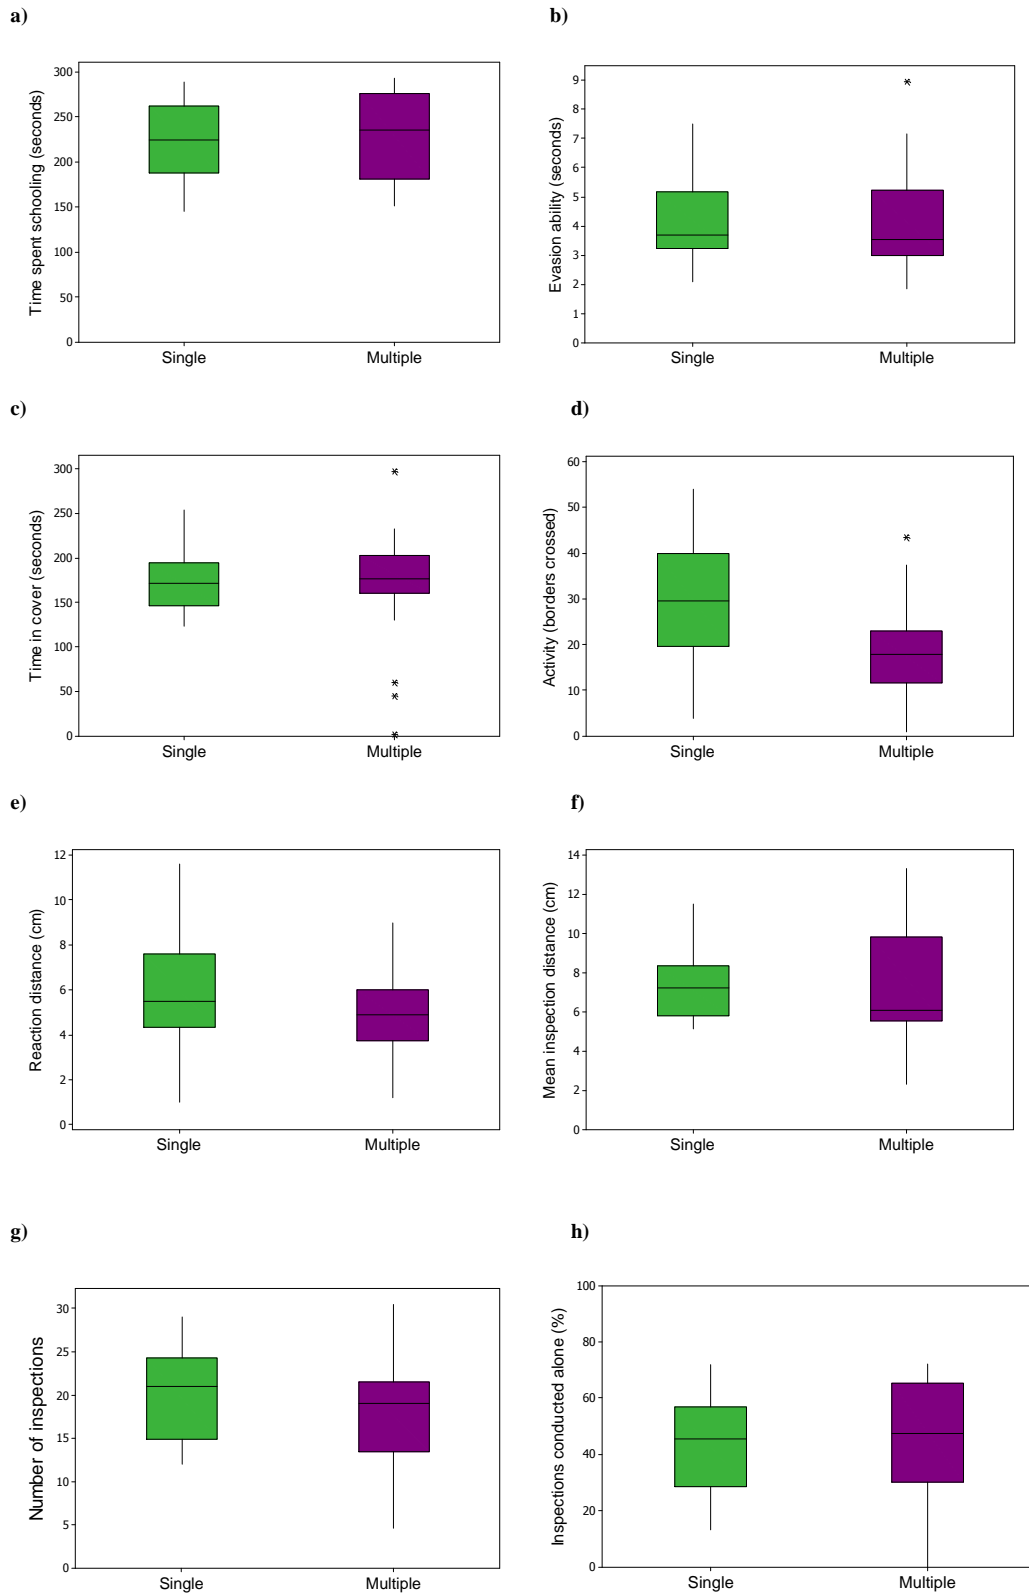 a)
Time spent schooling (seconds)
300
250
200
150
100
50
0
Single Multiple
b)
Evasion ability (seconds)
9
8
7
6
5
4
3
2
1
0
Single Multiple
c)
Time in cover (seconds)
300
250
200
150
100
50
0
Single Multiple
d)
Activity (borders crossed)
60
50
40
30
20
10
0
Single Multiple
e)
Reaction distance (cm)
12
10
8
6
4
2
0
Single Multiple
f)
Mean inspection distance (cm)
14
12
10
8
6
4
2
0
Single Multiple
g)
Number of inspections
30
25
20
15
10
5
0
Single Multiple
h)
Inspections conducted alone (%)
100
80
60
40
20
0
Single Multiple